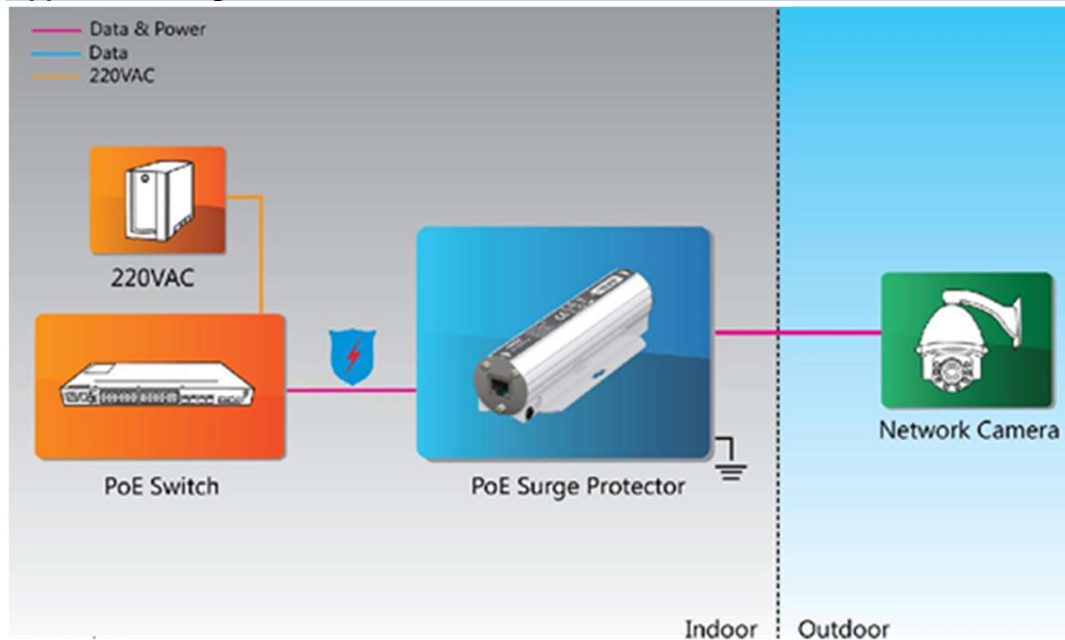 Data & Power
Data
220VAC
220VAC
PoE Switch
PoE Surge Protector
Network Camera
Indoor
Outdoor